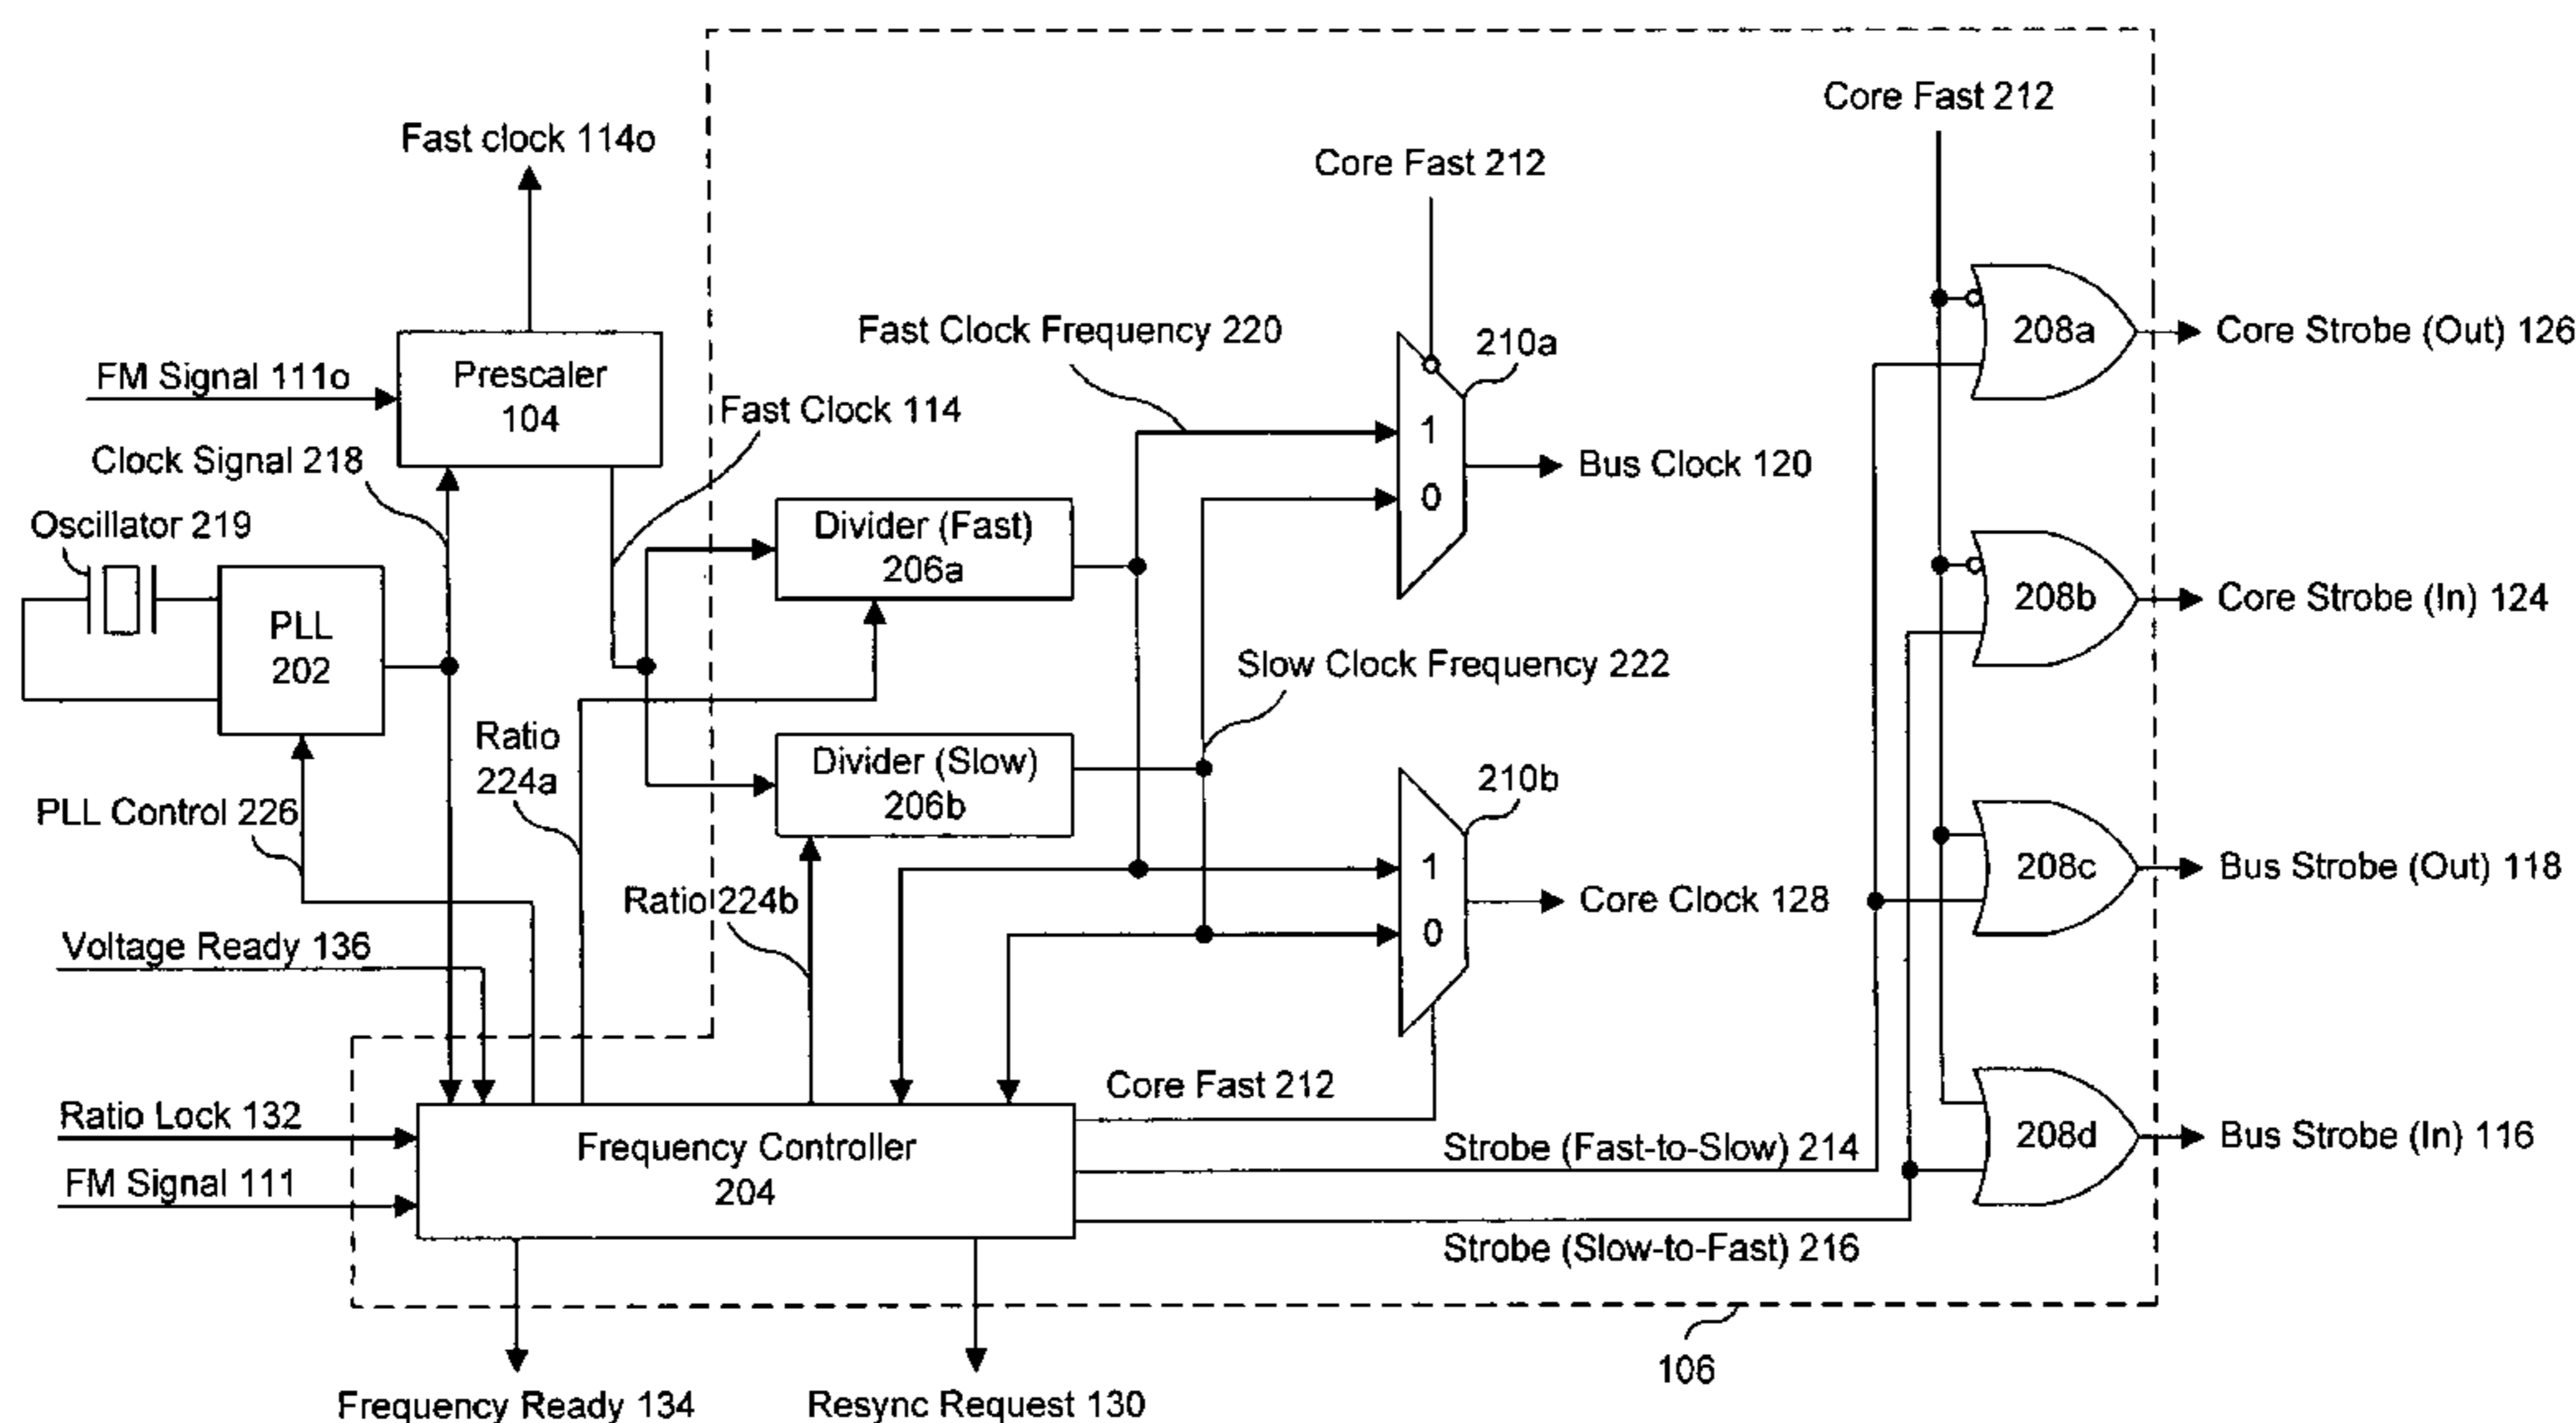 Core Fast 212
Fast clock 114o
Core Fast 212
FM Signal 111o
Prescaler
104
Fast Clock Frequency 220
210a
208a
Core Strobe (Out) 126
Fast Clock 114
1
0
Bus Clock 120
Clock Signal 218
Oscillator 219
Divider (Fast)
206a
208b
Core Strobe (In) 124
PLL
202
Slow Clock Frequency 222
Ratio
224a
Divider (Slow)
206b
210b
PLL Control 226
Ratio 224b
1
0
Core Clock 128
208c
Bus Strobe (Out) 118
Voltage Ready 136
Core Fast 212
Ratio Lock 132
FM Signal 111
Frequency Controller
204
Strobe (Fast-to-Slow) 214
208d
Bus Strobe (In) 116
Strobe (Slow-to-Fast) 216
106
Frequency Ready 134
Resync Request 130